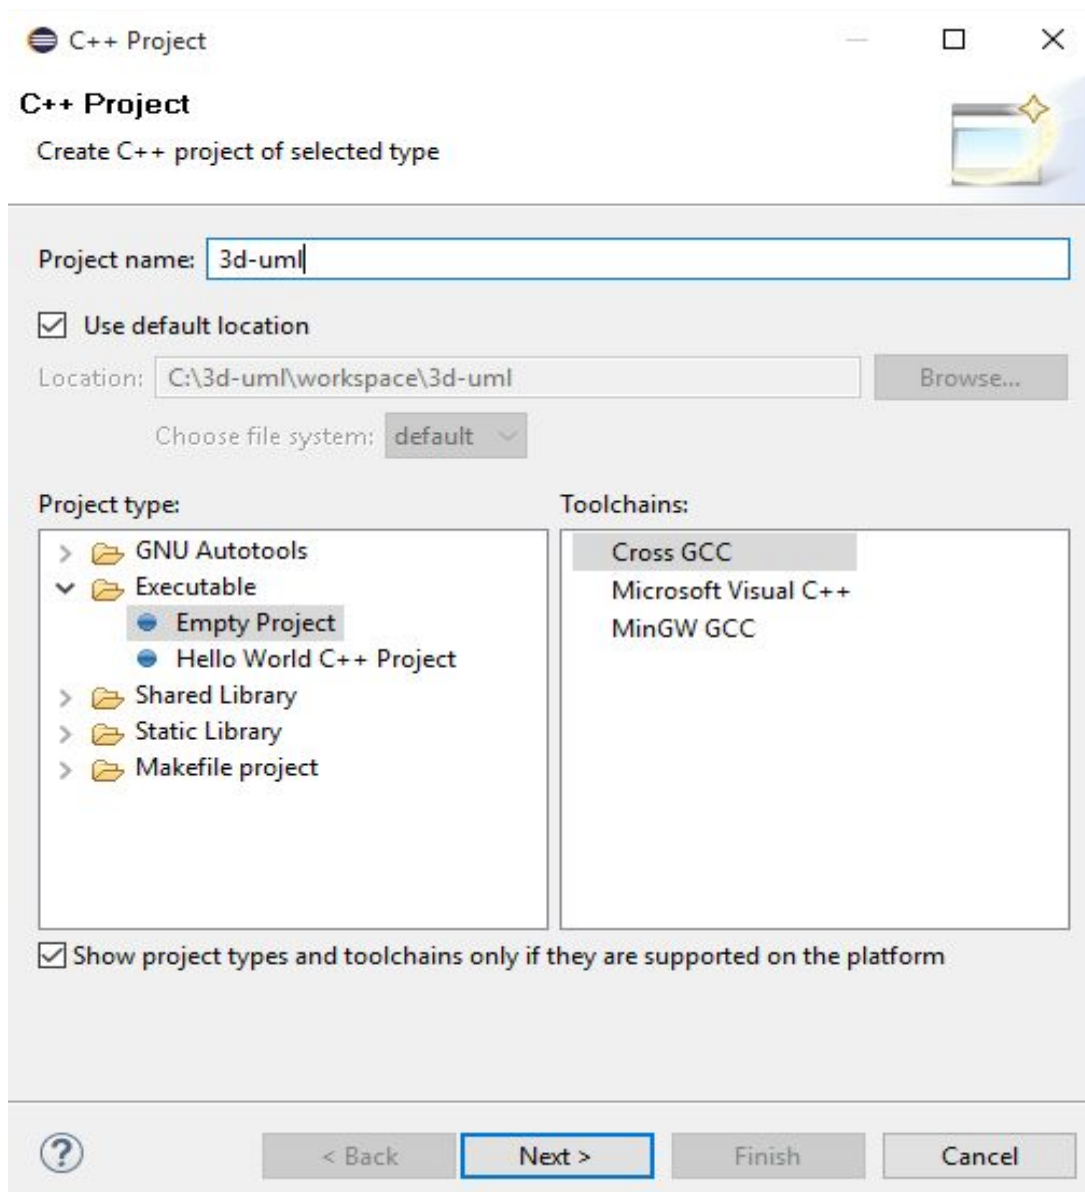 C++ Project
C++ Project
Create C++ project of selected type
Project name: 3d-uml
Use default location
Location: C:\3d-uml\workspace\3d-uml Browse...
Choose file system: default
Project type: Toolchains:
GNU Autotools
Executable
Empty Project
Hello World C++ Project
Shared Library
Static Library
Makefile project
Cross GCC
Microsoft Visual C++
MinGW GCC
Show project types and toolchains only if they are supported on the platform
? < Back Next > Finish Cancel